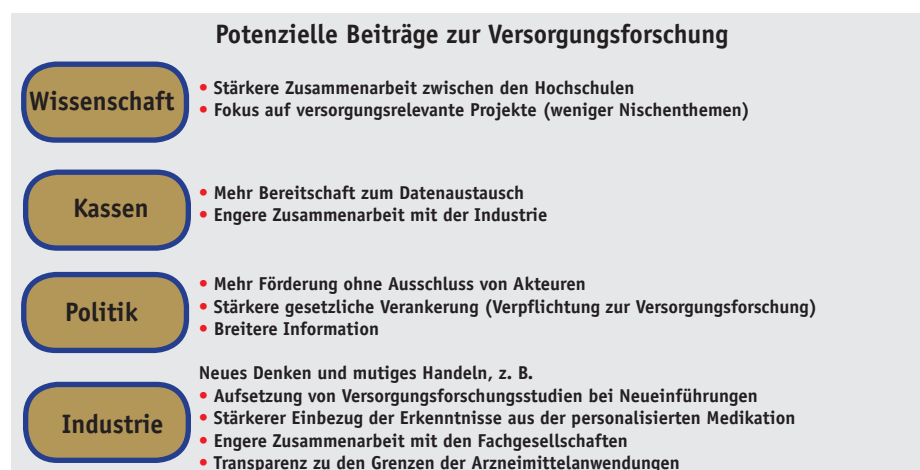 Potenzielle Beiträge zur Versorgungsforschung
Wissenschaft
• Stärkere Zusammenarbeit zwischen den Hochschulen
• Fokus auf versorgungsrelevante Projekte (weniger Nischenthemen)
Kassen
• Mehr Bereitschaft zum Datenaustausch
• Engere Zusammenarbeit mit der Industrie
Politik
• Mehr Förderung ohne Ausschluss von Akteuren
• Stärkere gesetzliche Verankerung (Verpflichtung zur Versorgungsforschung)
• Breitere Information
Industrie
Neues Denken und mutiges Handeln, z. B.
• Aufsetzung von Versorgungsforschungsstudien bei Neueinführungen
• Stärkerer Einbezug der Erkenntnisse aus der personalisierten Medikation
• Engere Zusammenarbeit mit den Fachgesellschaften
• Transparenz zu den Grenzen der Arzneimittelanwendungen